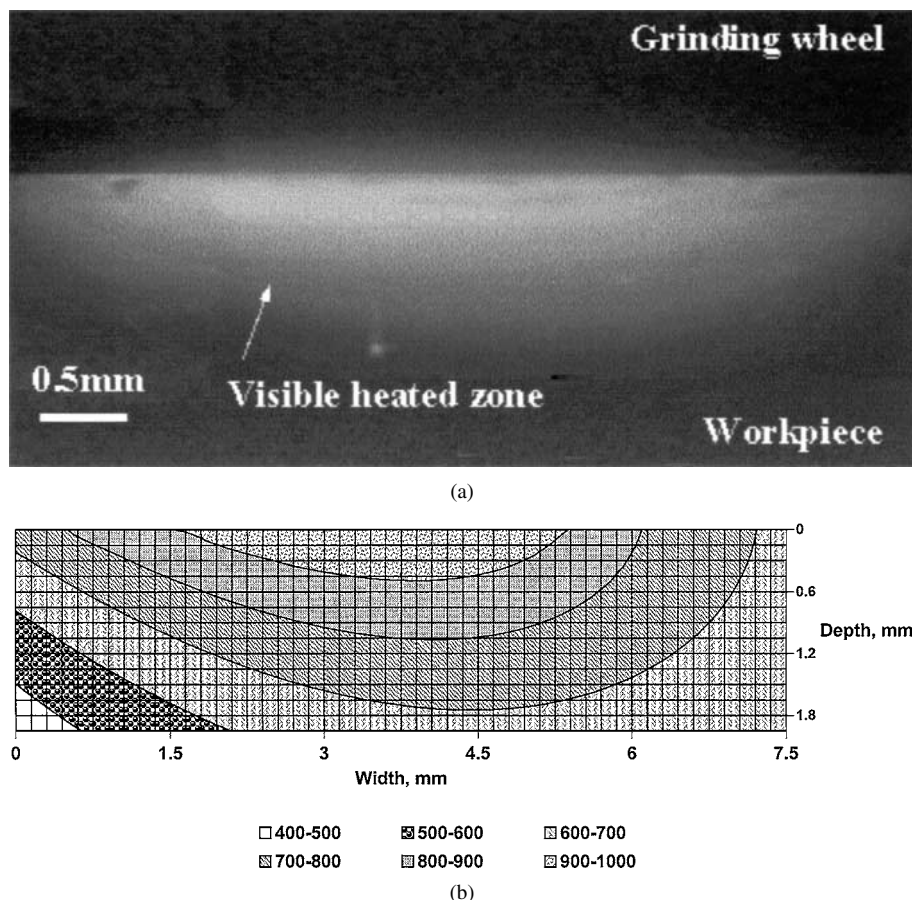 Grinding wheel
0.5mm
Visible heated zone
Workpiece
(a)
0
0.6
Depth, mm
1.2
1.8
0 1.5 3 4.5 6 7.5
Width, mm
400-500 500-600 600-700
700-800 800-900 900-1000
(b)